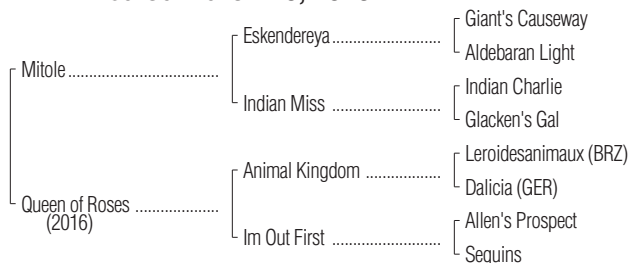 Giant's Causeway
Eskendereya
Aldebaran Light
Mitole
Indian Charlie
Indian Miss
Glacken's Gal
Leroidesanimaux (BRZ)
Animal Kingdom
Dalicia (GER)
Queen of Roses
(2016)
Allen's Prospect
Im Out First
Sequins